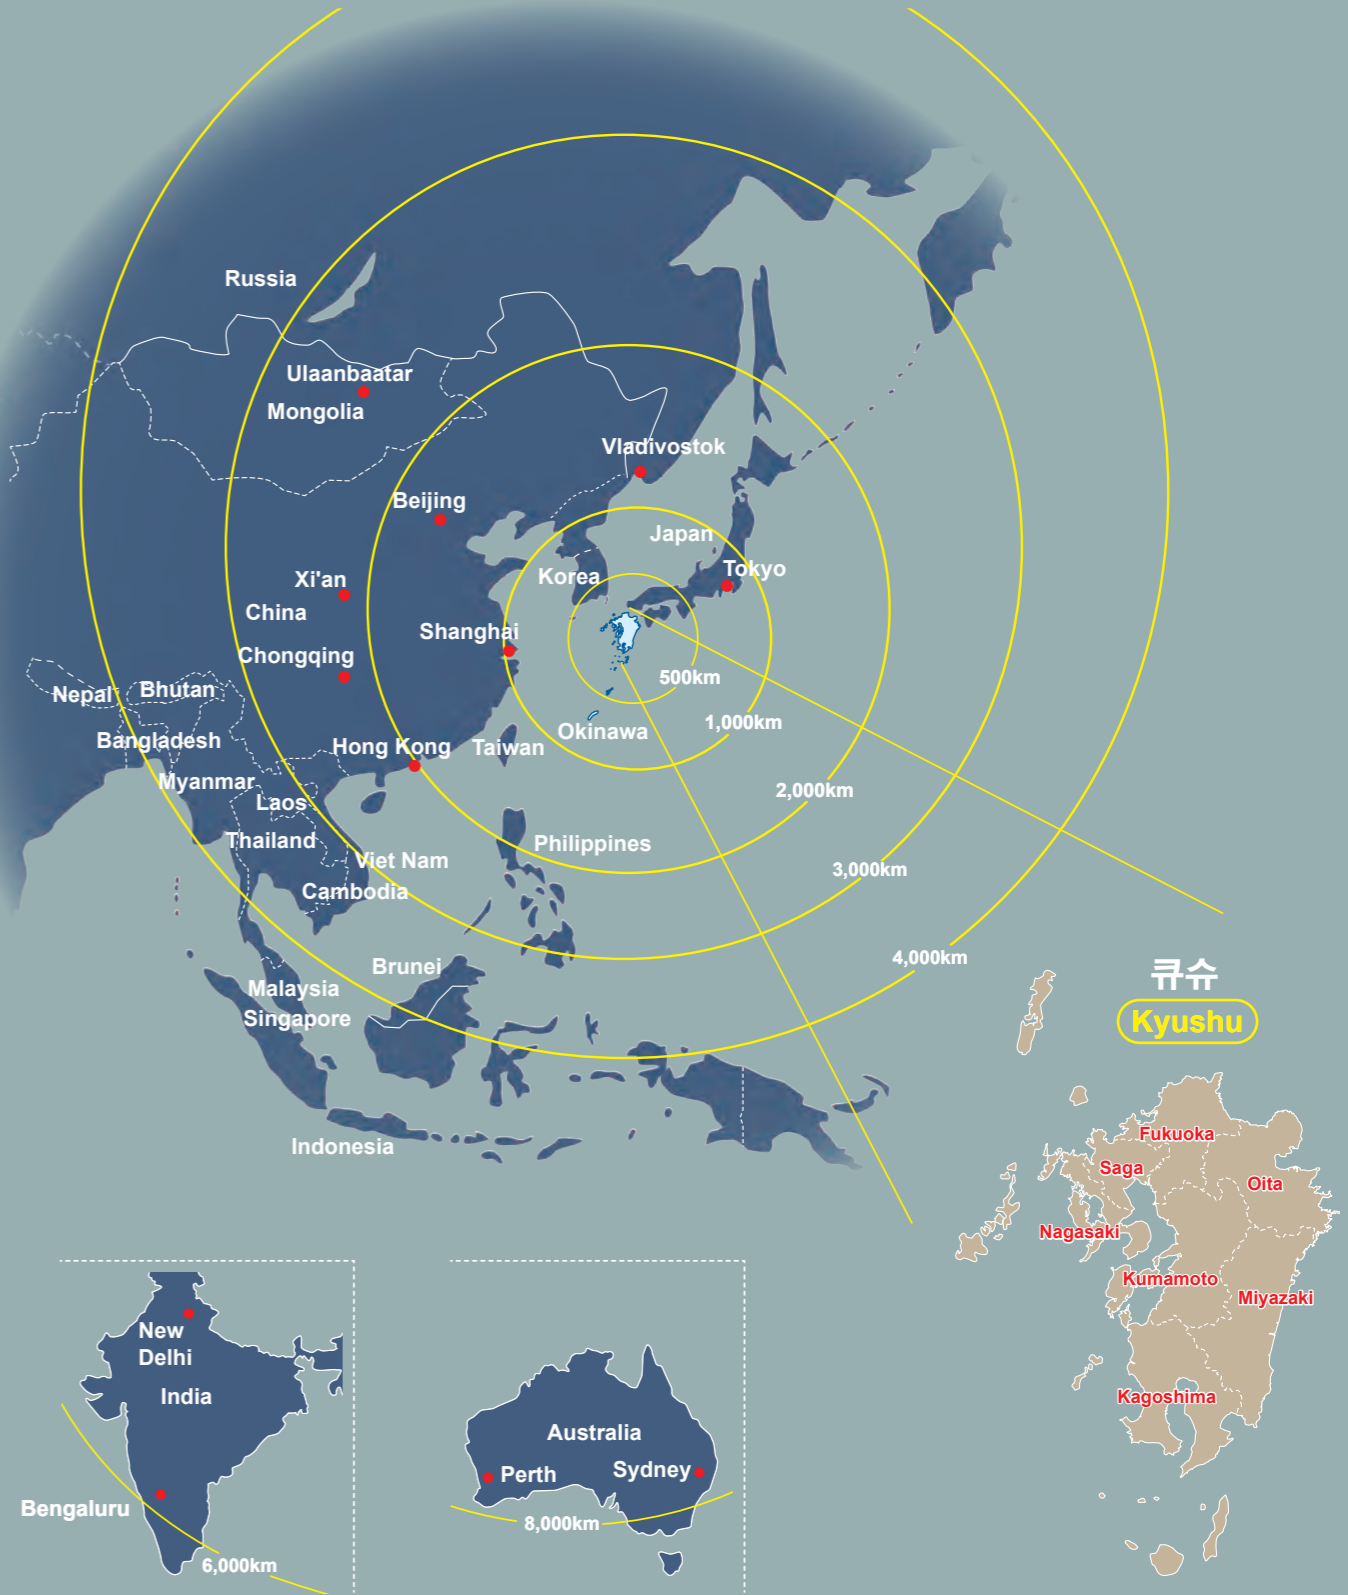 Russia
Ulaanbaatar
Mongolia
Vladivostok
Beijing
Japan
Tokyo
Korea
Xi'an
China
Shanghai
Chongqing
500km
Nepal
Bhutan
1,000km
Okinawa
Bangladesh
Hong Kong
Taiwan
Myanmar
2,000km
Laos
Thailand
Philippines
Viet Nam
3,000km
Cambodia
4,000km
Brunei
Malaysia
Singapore
Indonesia
큐슈
Kyushu
Fukuoka
Saga
Oita
Nagasaki
Kumamoto
Miyazaki
Kagoshima
New
Delhi
India
Bengaluru
6,000km
Australia
Perth
Sydney
8,000km